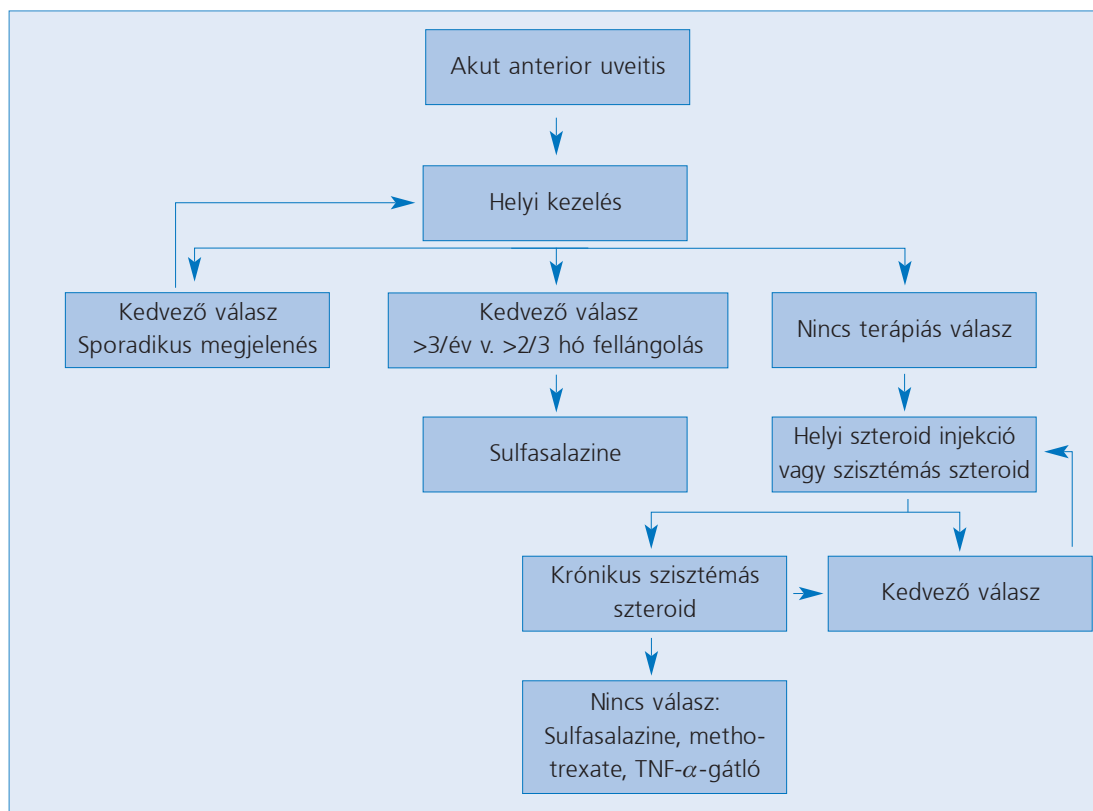 Akut anterior uveitis
Helyi kezelés
Kedvező válasz
Sporadikus megjelenés
Kedvező válasz
>3/év v. >2/3 hó fellángolás
Nincs terápiás válasz
Sulfasalazine
Helyi szteroid injekció
vagy szisztémás szteroid
Krónikus szisztémás
szteroid
Kedvező válasz
Nincs válasz:
Sulfasalazine, metho-
trexate, TNF-α-gátló